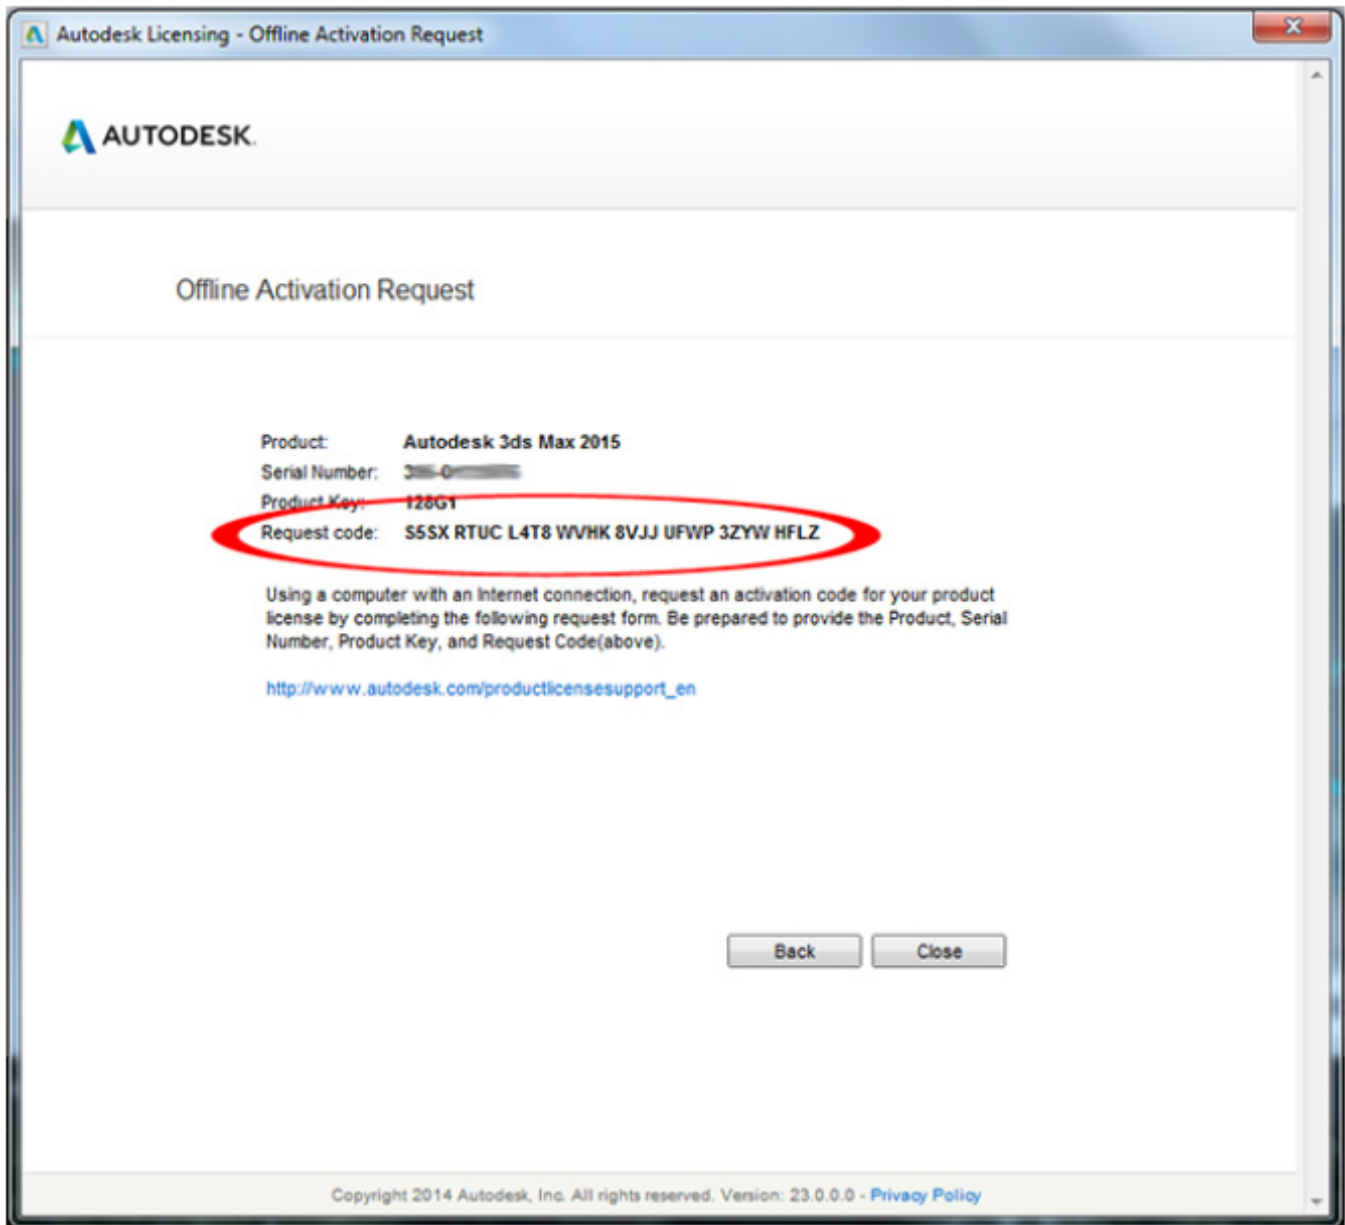 Autodesk Licensing - Offline Activation Request
AUTODESK.
Offline Activation Request
Product: Autodesk 3ds Max 2015
Serial Number:
Product Key: 128G1
Request code: S5SX RTUC L4T8 WVHK 8VJJ UFWP 3ZYW HFLZ
Using a computer with an Internet connection, request an activation code for your product
license by completing the following request form. Be prepared to provide the Product, Serial
Number, Product Key, and Request Code(above).
http://www.autodesk.com/productlicensesupport_en
Back Close
Copyright 2014 Autodesk, Inc. All rights reserved. Version: 23.0.0.0 - Privacy Policy